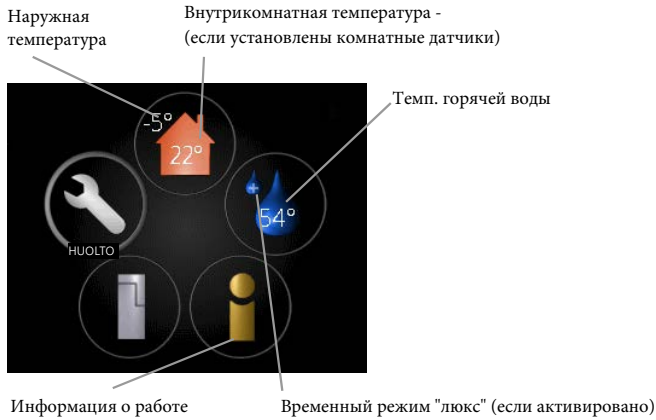 Наружная
температура
Внутрикомнатная температура -
(если установлены комнатные датчики)
Темп. горячей воды
-5°
22°
54°
HUOLTO
Информация о работе
Временный режим "люкс" (если активировано)